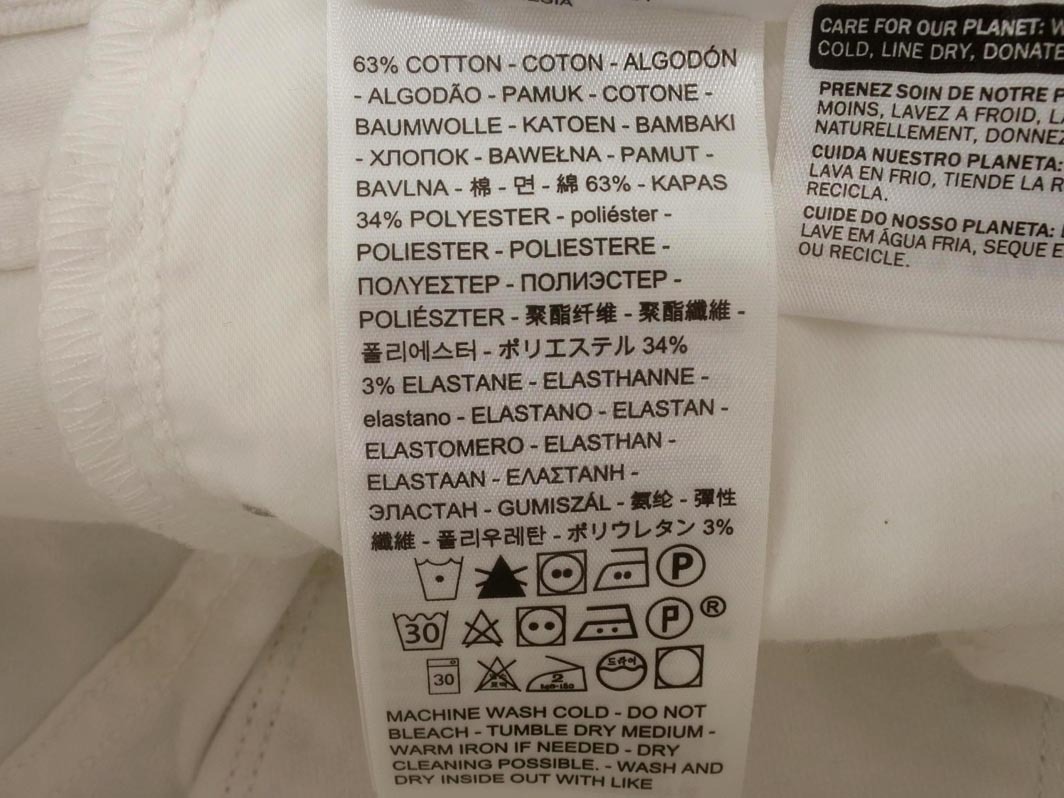 63% COTTON - COTON - ALGODÓN
- ALGODÃO - PAMUK - COTONE -
BAUMWOLLE - KATOEN - BAMBAKI
- ХЛОПОК - BAWEŁNA - PAMUT -
BAVLNA - 棉 - 면 - 綿 63% - KAPAS
34% POLYESTER - poliéster -
POLIESTER - POLIESTERE -
ΠΟΛΥΕΣΤΕΡ - ПОЛИЭСТЕР -
POLIÉSZTER - 聚酯纤维 - 聚酯纖維 -
폴리에스터 - ポリエステル 34%
3% ELASTANE - ELASTHANNE -
elastano - ELASTANO - ELASTAN -
ELASTOMERO - ELASTHAN -
ELASTAAN - ΕΛΑΣΤΑΝΗ -
ЭЛАСТАН - GUMISZÁL - 氨纶 - 彈性
纖維 - 폴리우레탄 - ポリウレタン 3%
P
30 P ®
30 2 드라이
MACHINE WASH COLD - DO NOT
BLEACH - TUMBLE DRY MEDIUM -
WARM IRON IF NEEDED - DRY
CLEANING POSSIBLE. - WASH AND
DRY INSIDE OUT WITH LIKE
CARE FOR OUR PLANET:
COLD, LINE DRY, DONATE
PRENEZ SOIN DE NOTRE
MOINS, LAVEZ A FROID,
NATURELLEMENT,
CUIDA NUESTRO PLANETA:
LAVA EN FRIO, TIENDE LA
RECICLA.
CUIDE DO NOSSO PLANETA:
LAVE EM ÁGUA FRIA, SEQUE
OU RECICLE.